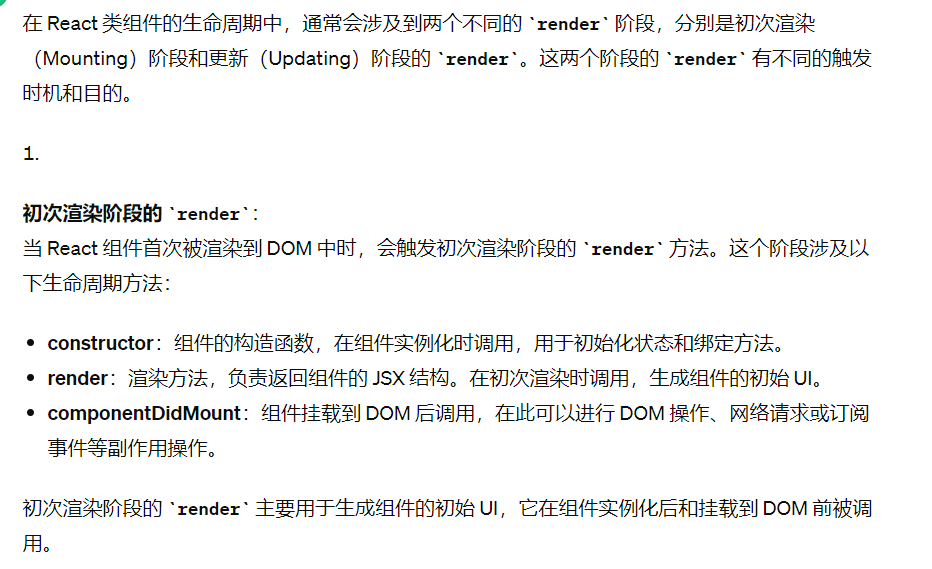 在 React 类组件的生命周期中，通常会涉及到两个不同的 `render` 阶段，分别是初次渲染
（Mounting）阶段和更新（Updating）阶段的 `render`。这两个阶段的 `render` 有不同的触发
时机和目的。
1.
初次渲染阶段的 `render`：
当 React 组件首次被渲染到 DOM 中时，会触发初次渲染阶段的 `render` 方法。这个阶段涉及以
下生命周期方法：
• constructor：组件的构造函数，在组件实例化时调用，用于初始化状态和绑定方法。
• render：渲染方法，负责返回组件的 JSX 结构。在初次渲染时调用，生成组件的初始 UI。
• componentDidMount：组件挂载到 DOM 后调用，在此可以进行 DOM 操作、网络请求或订阅
事件等副作用操作。
初次渲染阶段的 `render` 主要用于生成组件的初始 UI，它在组件实例化后和挂载到 DOM 前被调
用。